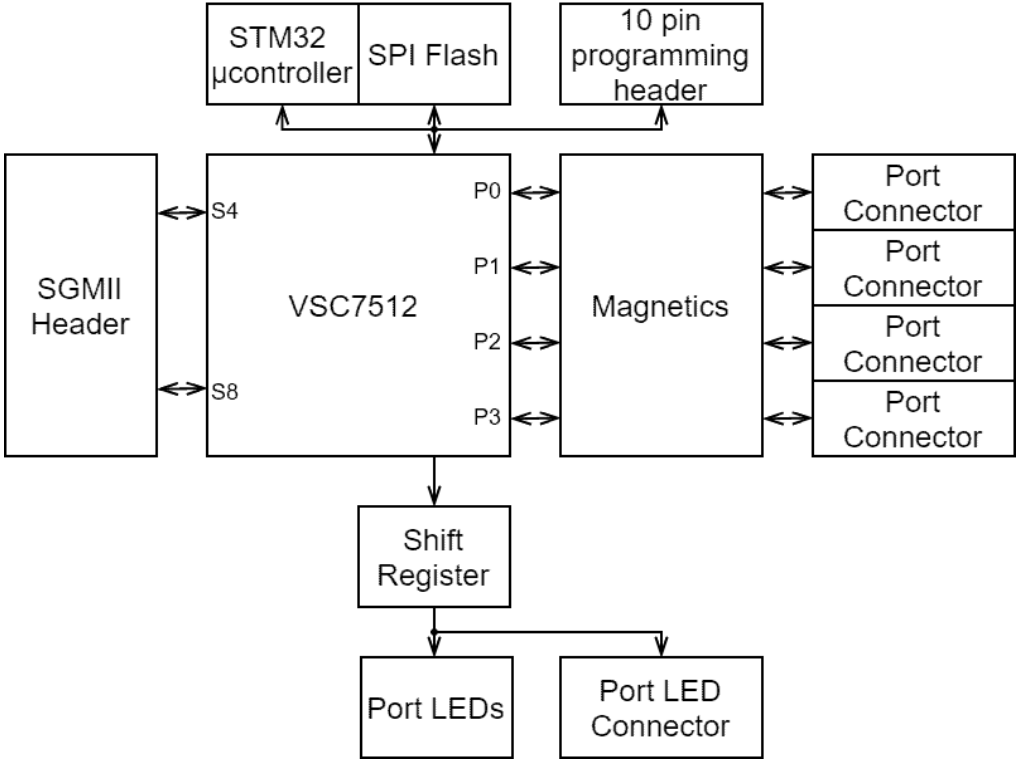 STM32
µcontroller
SPI Flash
10 pin
programming
header
SGMII
Header
S4
S8
VSC7512
P0
P1
P2
P3
Magnetics
Port
Connector
Port
Connector
Port
Connector
Port
Connector
Shift
Register
Port LEDs
Port LED
Connector